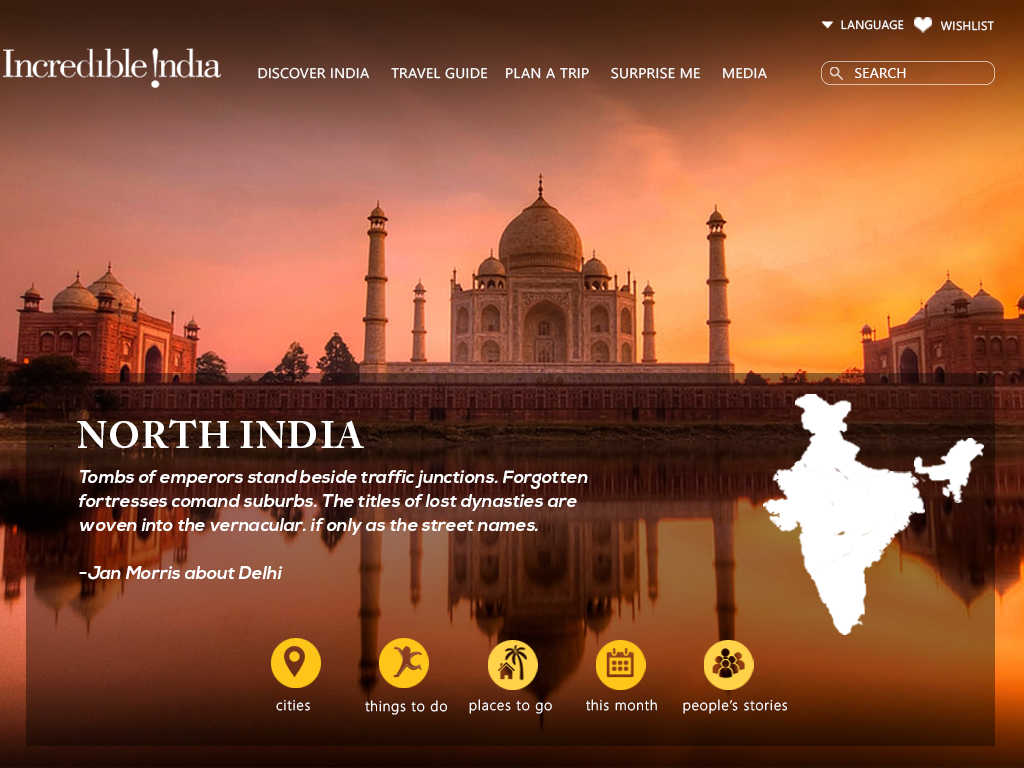 LANGUAGE WISHLIST
Incredıble !ndıa
DISCOVER INDIA TRAVEL GUIDE PLAN A TRIP SURPRISE ME MEDIA SEARCH
NORTH INDIA
Tombs of emperors stand beside traffic junctions. Forgotten
fortresses comand suburbs. The titles of lost dynasties are
woven into the vernacular. if only as the street names.
-Jan Morris about Delhi
cities things to do places to go this month people's stories